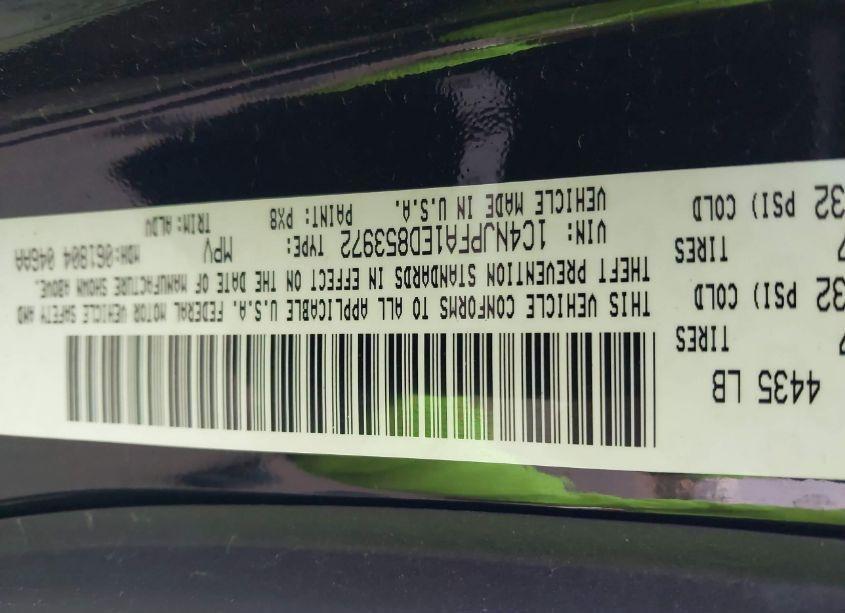 4435 LB
TIRES
32 PSI) COLD
TIRES
32 PSI) COLD
THIS VEHICLE CONFORMS TO ALL APPLICABLE U.S.A. FEDERAL MOTOR VEHICLE SAFETY AND
THEFT PREVENTION STANDARDS IN EFFECT ON THE DATE OF MANUFACTURE SHOWN ABOVE.
VIN: 1C4NJPFA1ED853972 TYPE: MPV MDH:061804 046AA
VEHICLE MADE IN U.S.A. PAINT: PX8 TRIM:ALDV